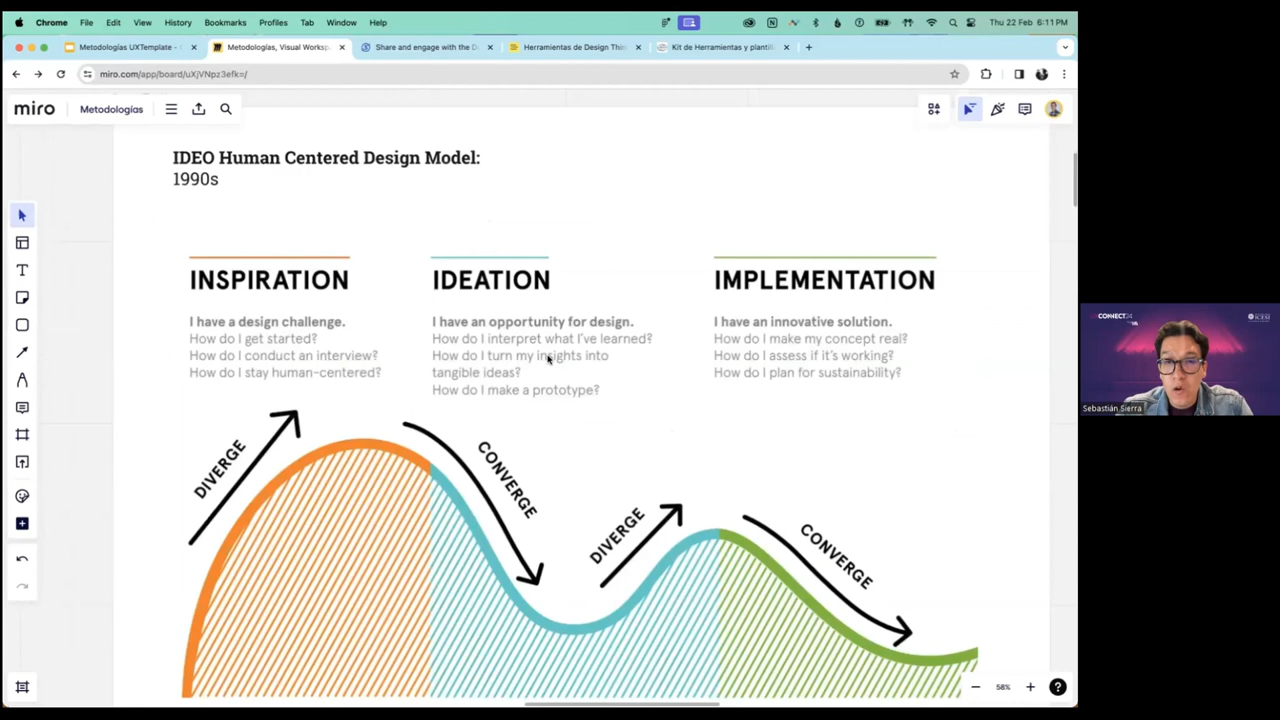 Chrome File Edit View History Bookmarks Profiles Tab Window Help Thu 22 Feb 6:11 PM
Metodologías UXTemplate - Metodologías, Visual Worksp Share and engage with the D Herramientas de Design Thin Kit de Herramientas y plantil
miro.com/app/board/uXjVNpz3efk=/
miro Metodologías
IDEO Human Centered Design Model:
1990s
INSPIRATION
I have a design challenge.
How do I get started?
How do I conduct an interview?
How do I stay human-centered?
IDEATION
I have an opportunity for design.
How do I interpret what I've learned?
How do I turn my insights into
tangible ideas?
How do I make a prototype?
IMPLEMENTATION
I have an innovative solution.
How do I make my concept real?
How do I assess if it's working?
How do I plan for sustainability?
DIVERGE
CONVERGE
DIVERGE
CONVERGE
58%
Sebastián Sierra